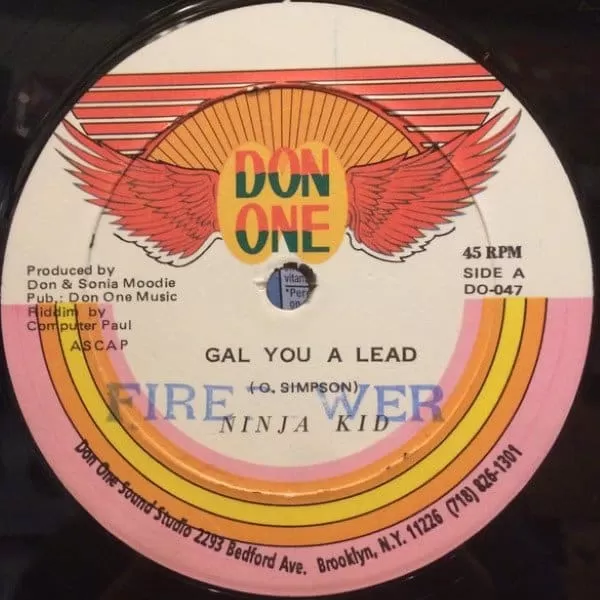 DON
ONE
45 RPM
SIDE A
DO-047
Produced by
Don & Sonia Moodie
Pub.: Don One Music
Riddim by
Computer Paul
ASCAP
GAL YOU A LEAD
(O. SIMPSON)
FIRE WER
NINJA KID
Don One Sound Studio 2293 Bedford Ave. Brooklyn, N.Y. 11226 (718) 826-1301